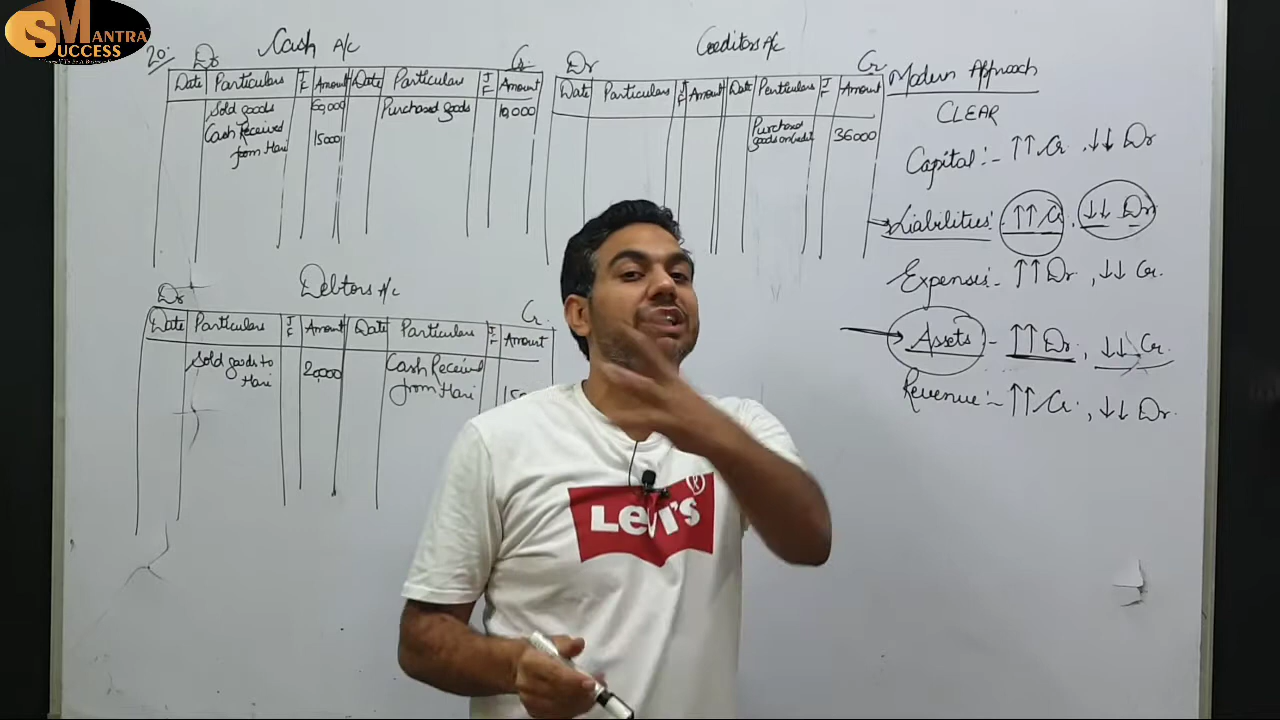 MANTRA
SUCCESS
20:
Cash A/c
Dr
Cr.
Date Particulars J F Amount Date Particulars J F Amount
Sold goods 60,000 Purchased goods 10,000
Cash Received
from Hari 15000
Creditors A/c
Dr
Cr
Date Particulars J F Amount Date Particulars J F Amount
Purchased
goods on credit 36000
Debtors A/c
Dr
Cr.
Date Particulars J F Amount Date Particulars J F Amount
Sold goods to
Hari 20,000 Cash Received
from Hari
Modern Approach
CLEAR
Capital:- ↑↑ Cr , ↓↓ Dr
Liabilities: ↑↑ Cr , ↓↓ Dr
Expenses:- ↑↑ Dr , ↓↓ Cr.
Assets - ↑↑ Dr , ↓↓ Cr
Revenue:- ↑↑ Cr. , ↓↓ Dr.
LEVI'S